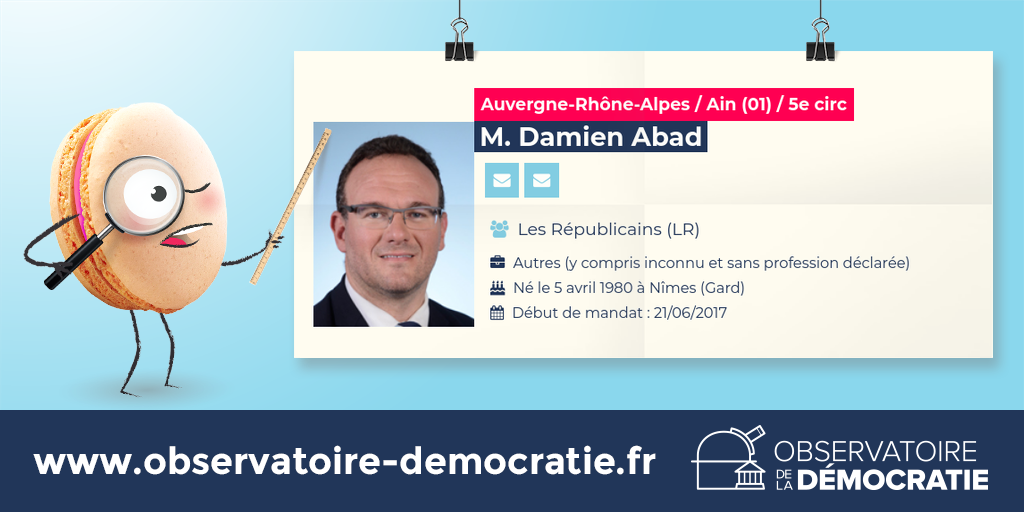 Auvergne-Rhône-Alpes / Ain (01) / 5e circ
M. Damien Abad
Les Républicains (LR)
Autres (y compris inconnu et sans profession déclarée)
Né le 5 avril 1980 à Nîmes (Gard)
Début de mandat : 21/06/2017
www.observatoire-democratie.fr
OBSERVATOIRE
DE LA DÉMOCRATIE